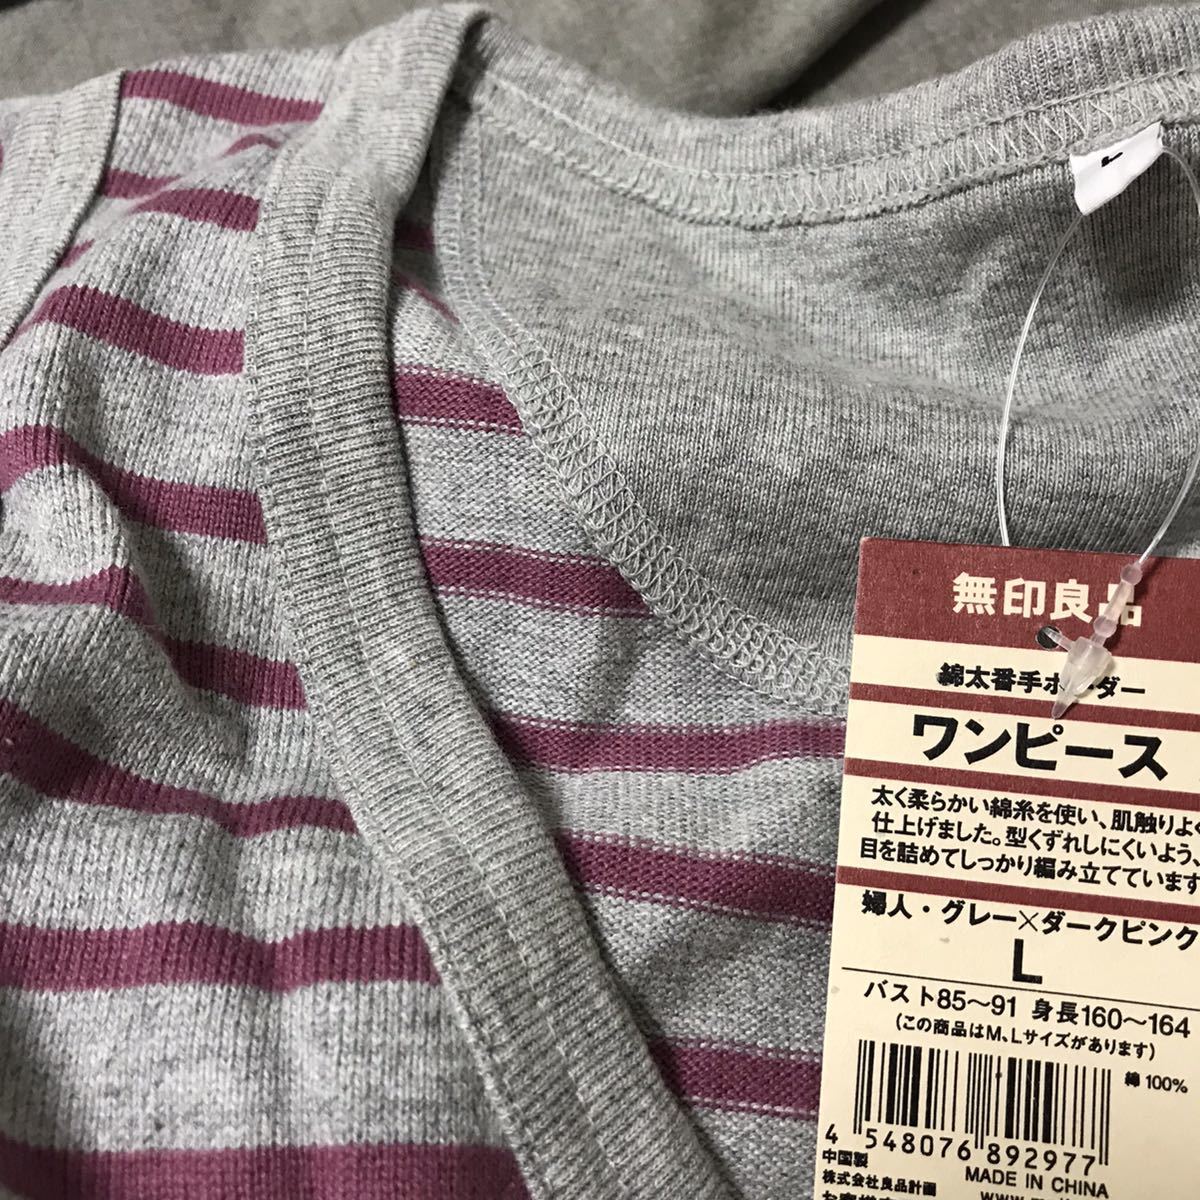 L
無印良品
綿太番手ボーダー
ワンピース
太く柔らかい綿糸を使い、肌触りよく
仕上げました。型くずれしにくいよう、
目を詰めてしっかり編み立てています
婦人・グレー×ダークピンク
L
バスト85〜91 身長160〜164
(この商品はM、Lサイズがあります)
綿100%
4 548076 892977
中国製 MADE IN CHINA
株式会社良品計画